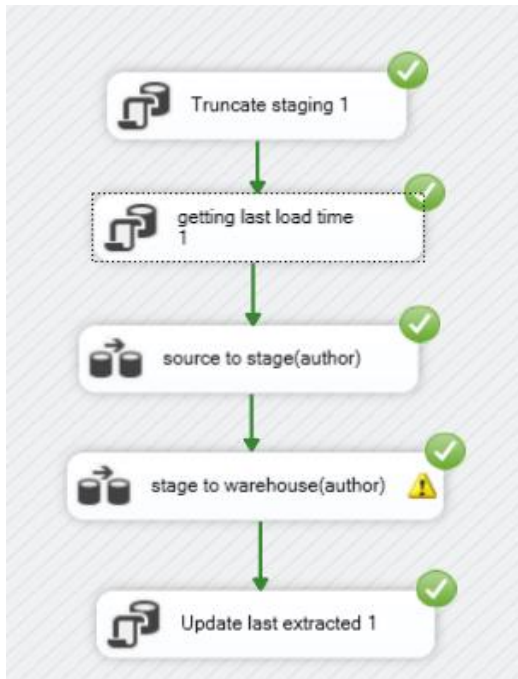 Truncate staging 1
getting last load time
1
source to stage(author)
stage to warehouse(author)
Update last extracted 1